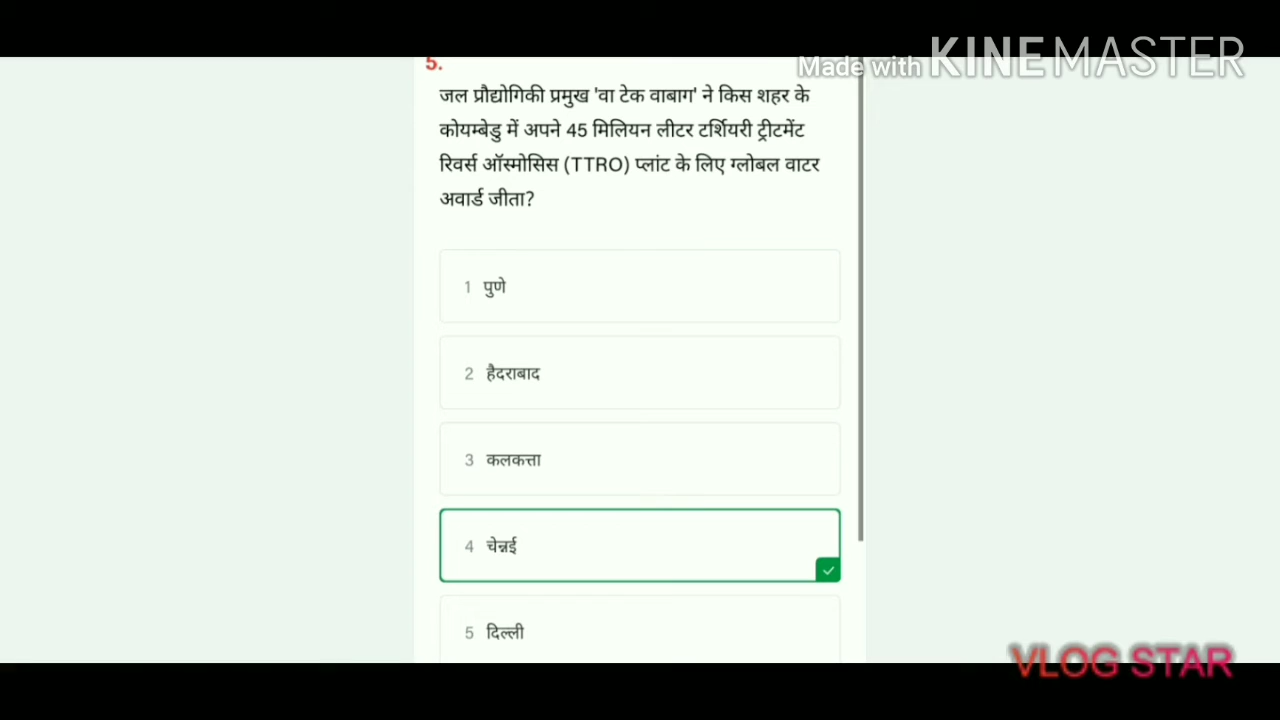 Made with KINEMASTER
5.
जल प्रौद्योगिकी प्रमुख 'वा टेक वाबाग' ने किस शहर के
कोयम्बेडु में अपने 45 मिलियन लीटर टर्शियरी ट्रीटमेंट
रिवर्स ऑस्मोसिस (TTRO) प्लांट के लिए ग्लोबल वाटर
अवार्ड जीता?
1 पुणे
2 हैदराबाद
3 कलकत्ता
4 चेन्नई
5 दिल्ली
VLOG STAR